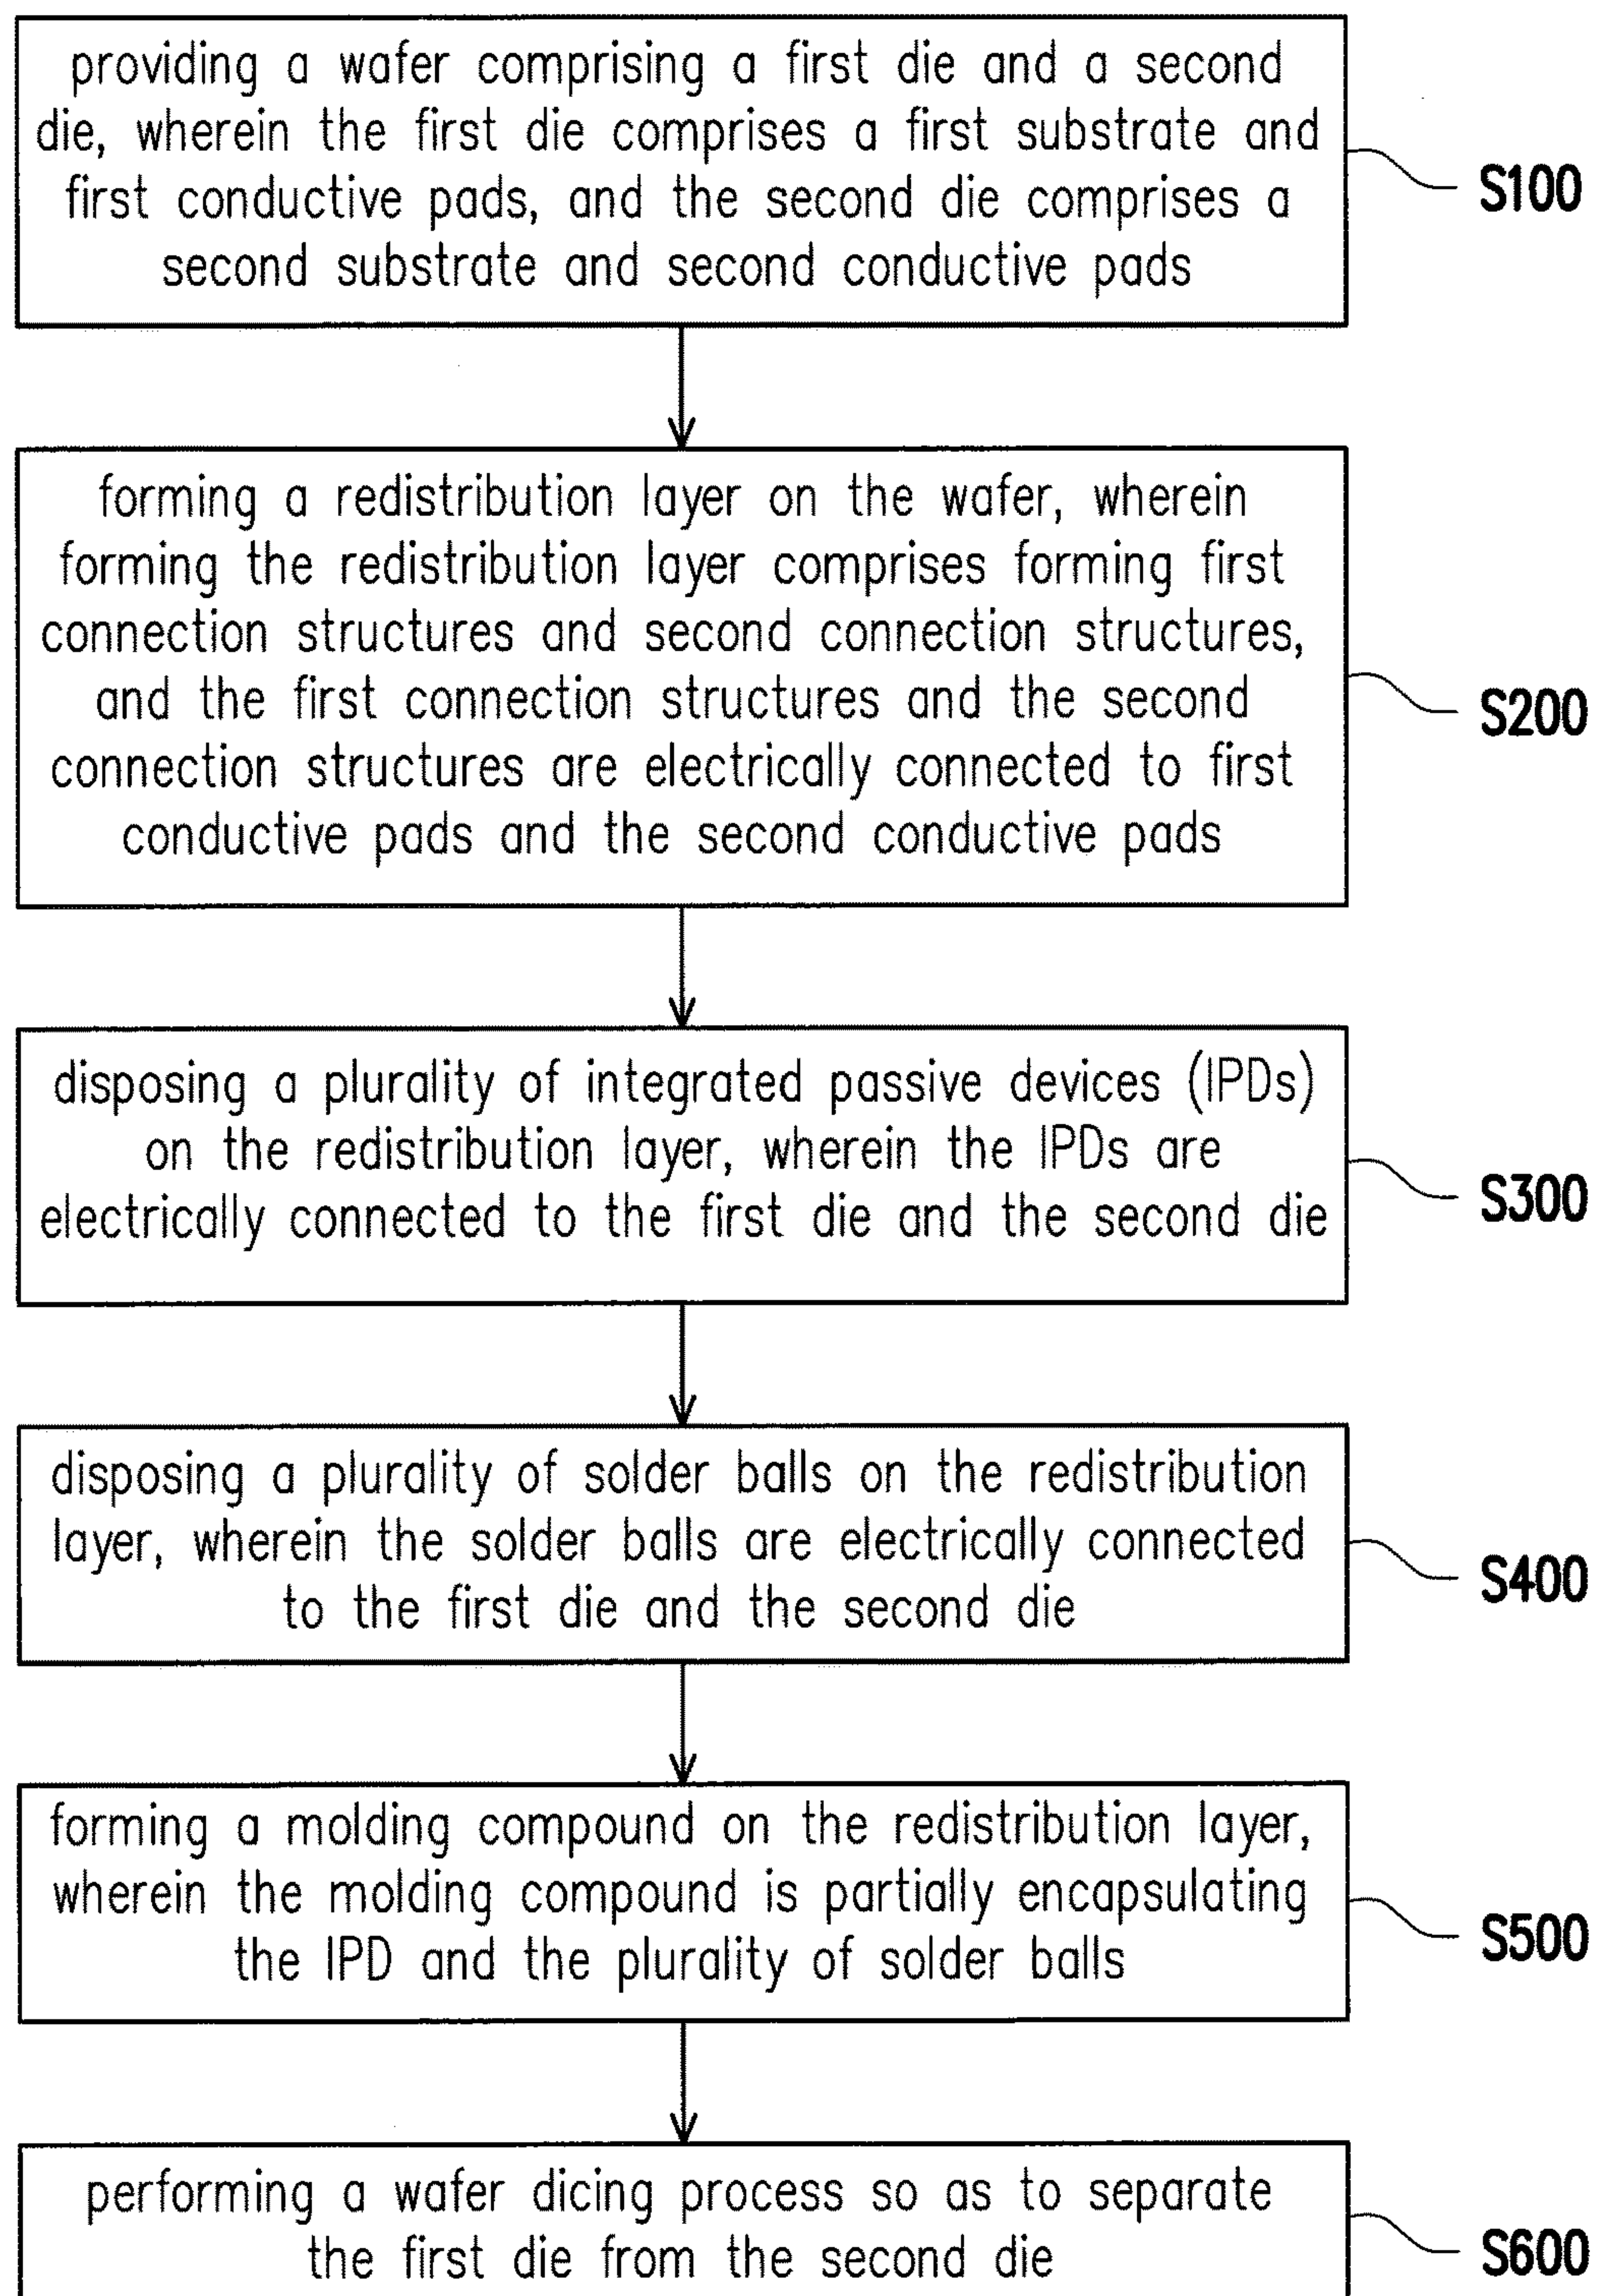 providing a wafer comprising a first die and a second
die, wherein the first die comprises a first substrate and
first conductive pads, and the second die comprises a
second substrate and second conductive pads
S100
forming a redistribution layer on the wafer, wherein
forming the redistribution layer comprises forming first
connection structures and second connection structures,
and the first connection structures and the second
connection structures are electrically connected to first
conductive pads and the second conductive pads
S200
disposing a plurality of integrated passive devices (IPDs)
on the redistribution layer, wherein the IPDs are
electrically connected to the first die and the second die
S300
disposing a plurality of solder balls on the redistribution
layer, wherein the solder balls are electrically connected
to the first die and the second die
S400
forming a molding compound on the redistribution layer,
wherein the molding compound is partially encapsulating
the IPD and the plurality of solder balls
S500
performing a wafer dicing process so as to separate
the first die from the second die
S600